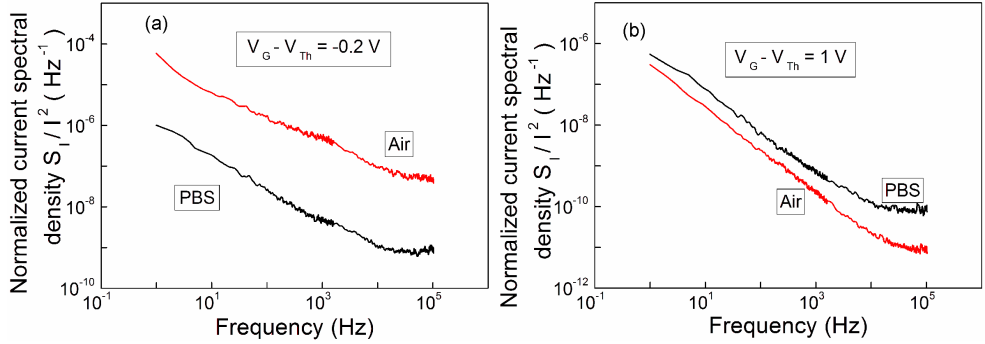 (a)
V_G - V_Th = -0.2 V
Air
PBS
10^-4
10^-6
10^-8
10^-10
10^-1
10^1
10^3
10^5
Frequency (Hz)
Normalized current spectral
density S_I / I^2 ( Hz^-1 )
(b)
V_G - V_Th = 1 V
PBS
Air
10^-6
10^-8
10^-10
10^-12
10^-1
10^1
10^3
10^5
Frequency (Hz)
Normalized current spectral
density S_I / I^2 ( Hz^-1 )